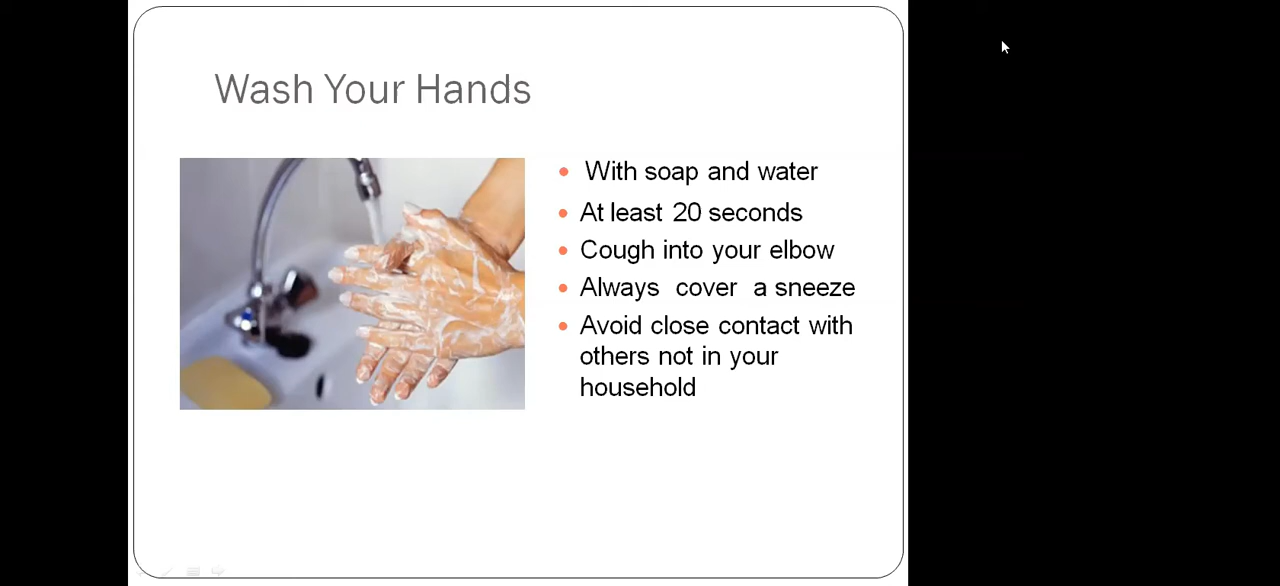 Wash Your Hands
With soap and water
At least 20 seconds
Cough into your elbow
Always cover a sneeze
Avoid close contact with
others not in your
household